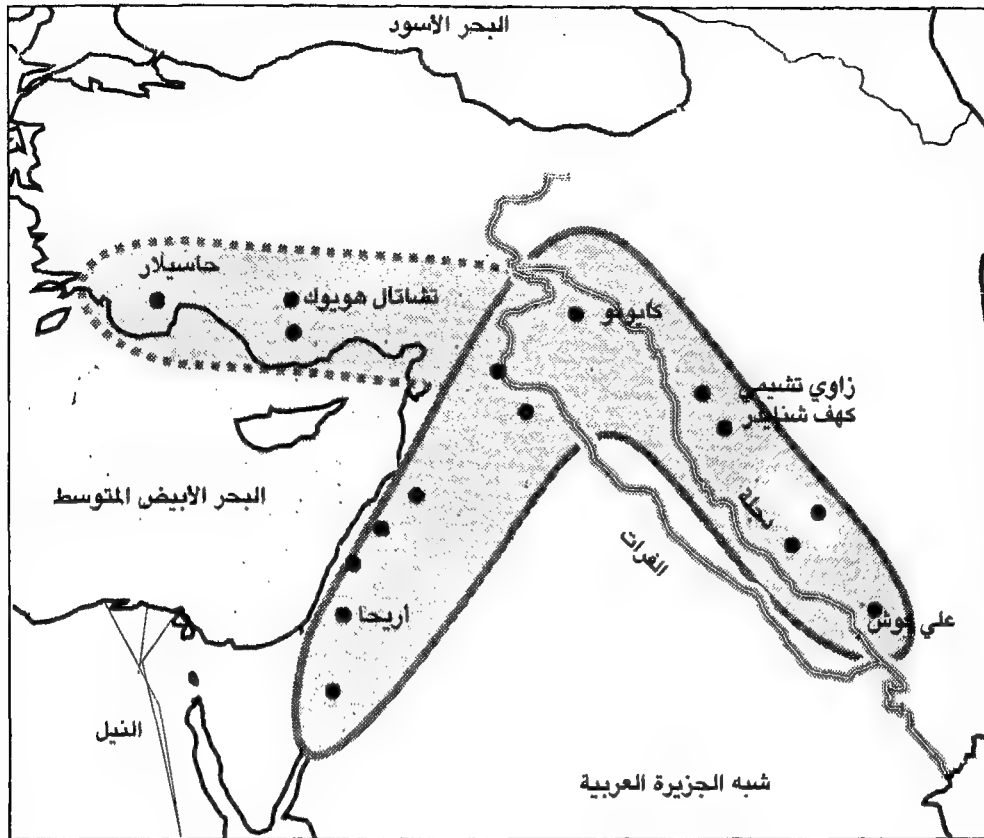 البحر الأسود
حاسيلار
تشاتال هويوك
كايونو
زاوي تشيمي
كهف شنايدر
البحر الأبيض المتوسط
دجلة
الفرات
أريحا
علي كوش
النيل
شبه الجزيرة العربية